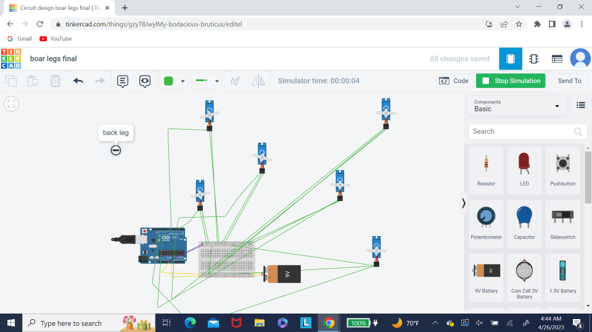 Circuit design boar legs final | T
tinkercad.com/things/gzy78JwylMy-bodacious-bruticus/editel
Gmail
YouTube
TIN
KER
CAD
boar legs final
All changes saved
Simulator time: 00:00:04
Code
Stop Simulation
Send To
Components
Basic
Search
back leg
Resistor
LED
Pushbutton
Potentiometer
Capacitor
Slideswitch
9V Battery
Coin Cell 3V
Battery
1.5V Battery
9V
Type here to search
100%
70°F
4:44 AM
4/26/2023